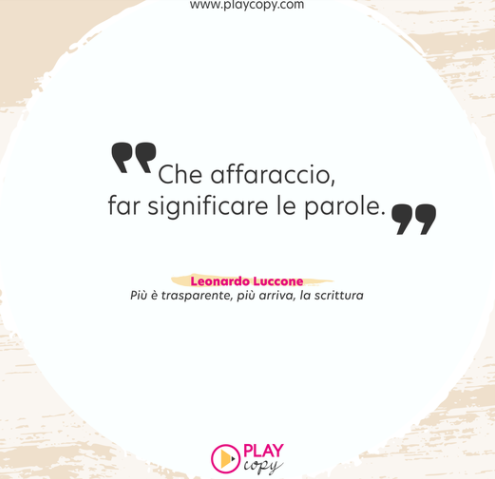 www.playcopy.com
❞ Che affaraccio,
far significare le parole. ❞
Leonardo Luccone
Più è trasparente, più arriva, la scrittura
PLAY
copy